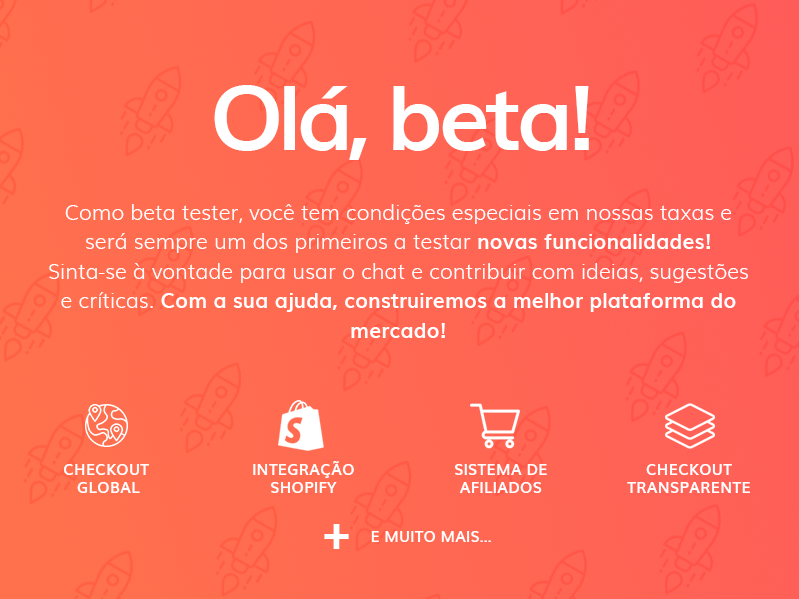 Olá, beta!
Como beta tester, você tem condições especiais em nossas taxas e
será sempre um dos primeiros a testar novas funcionalidades!
Sinta-se à vontade para usar o chat e contribuir com ideias, sugestões
e críticas. Com a sua ajuda, construiremos a melhor plataforma do
mercado!
CHECKOUT
GLOBAL
INTEGRAÇÃO
SHOPIFY
SISTEMA DE
AFILIADOS
CHECKOUT
TRANSPARENTE
+ E MUITO MAIS...